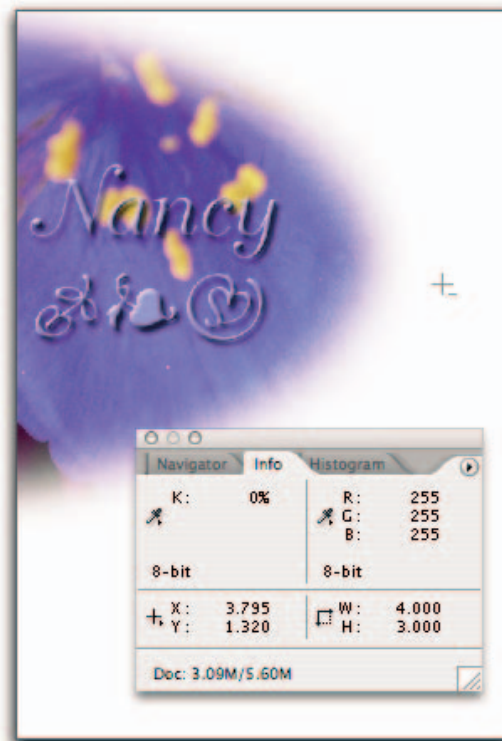 Nancy
Navigator Info Histogram
K: 0% R: 255
G: 255
B: 255
8-bit 8-bit
X: 3.795 W: 4.000
Y: 1.320 H: 3.000
Doc: 3.09M/5.60M